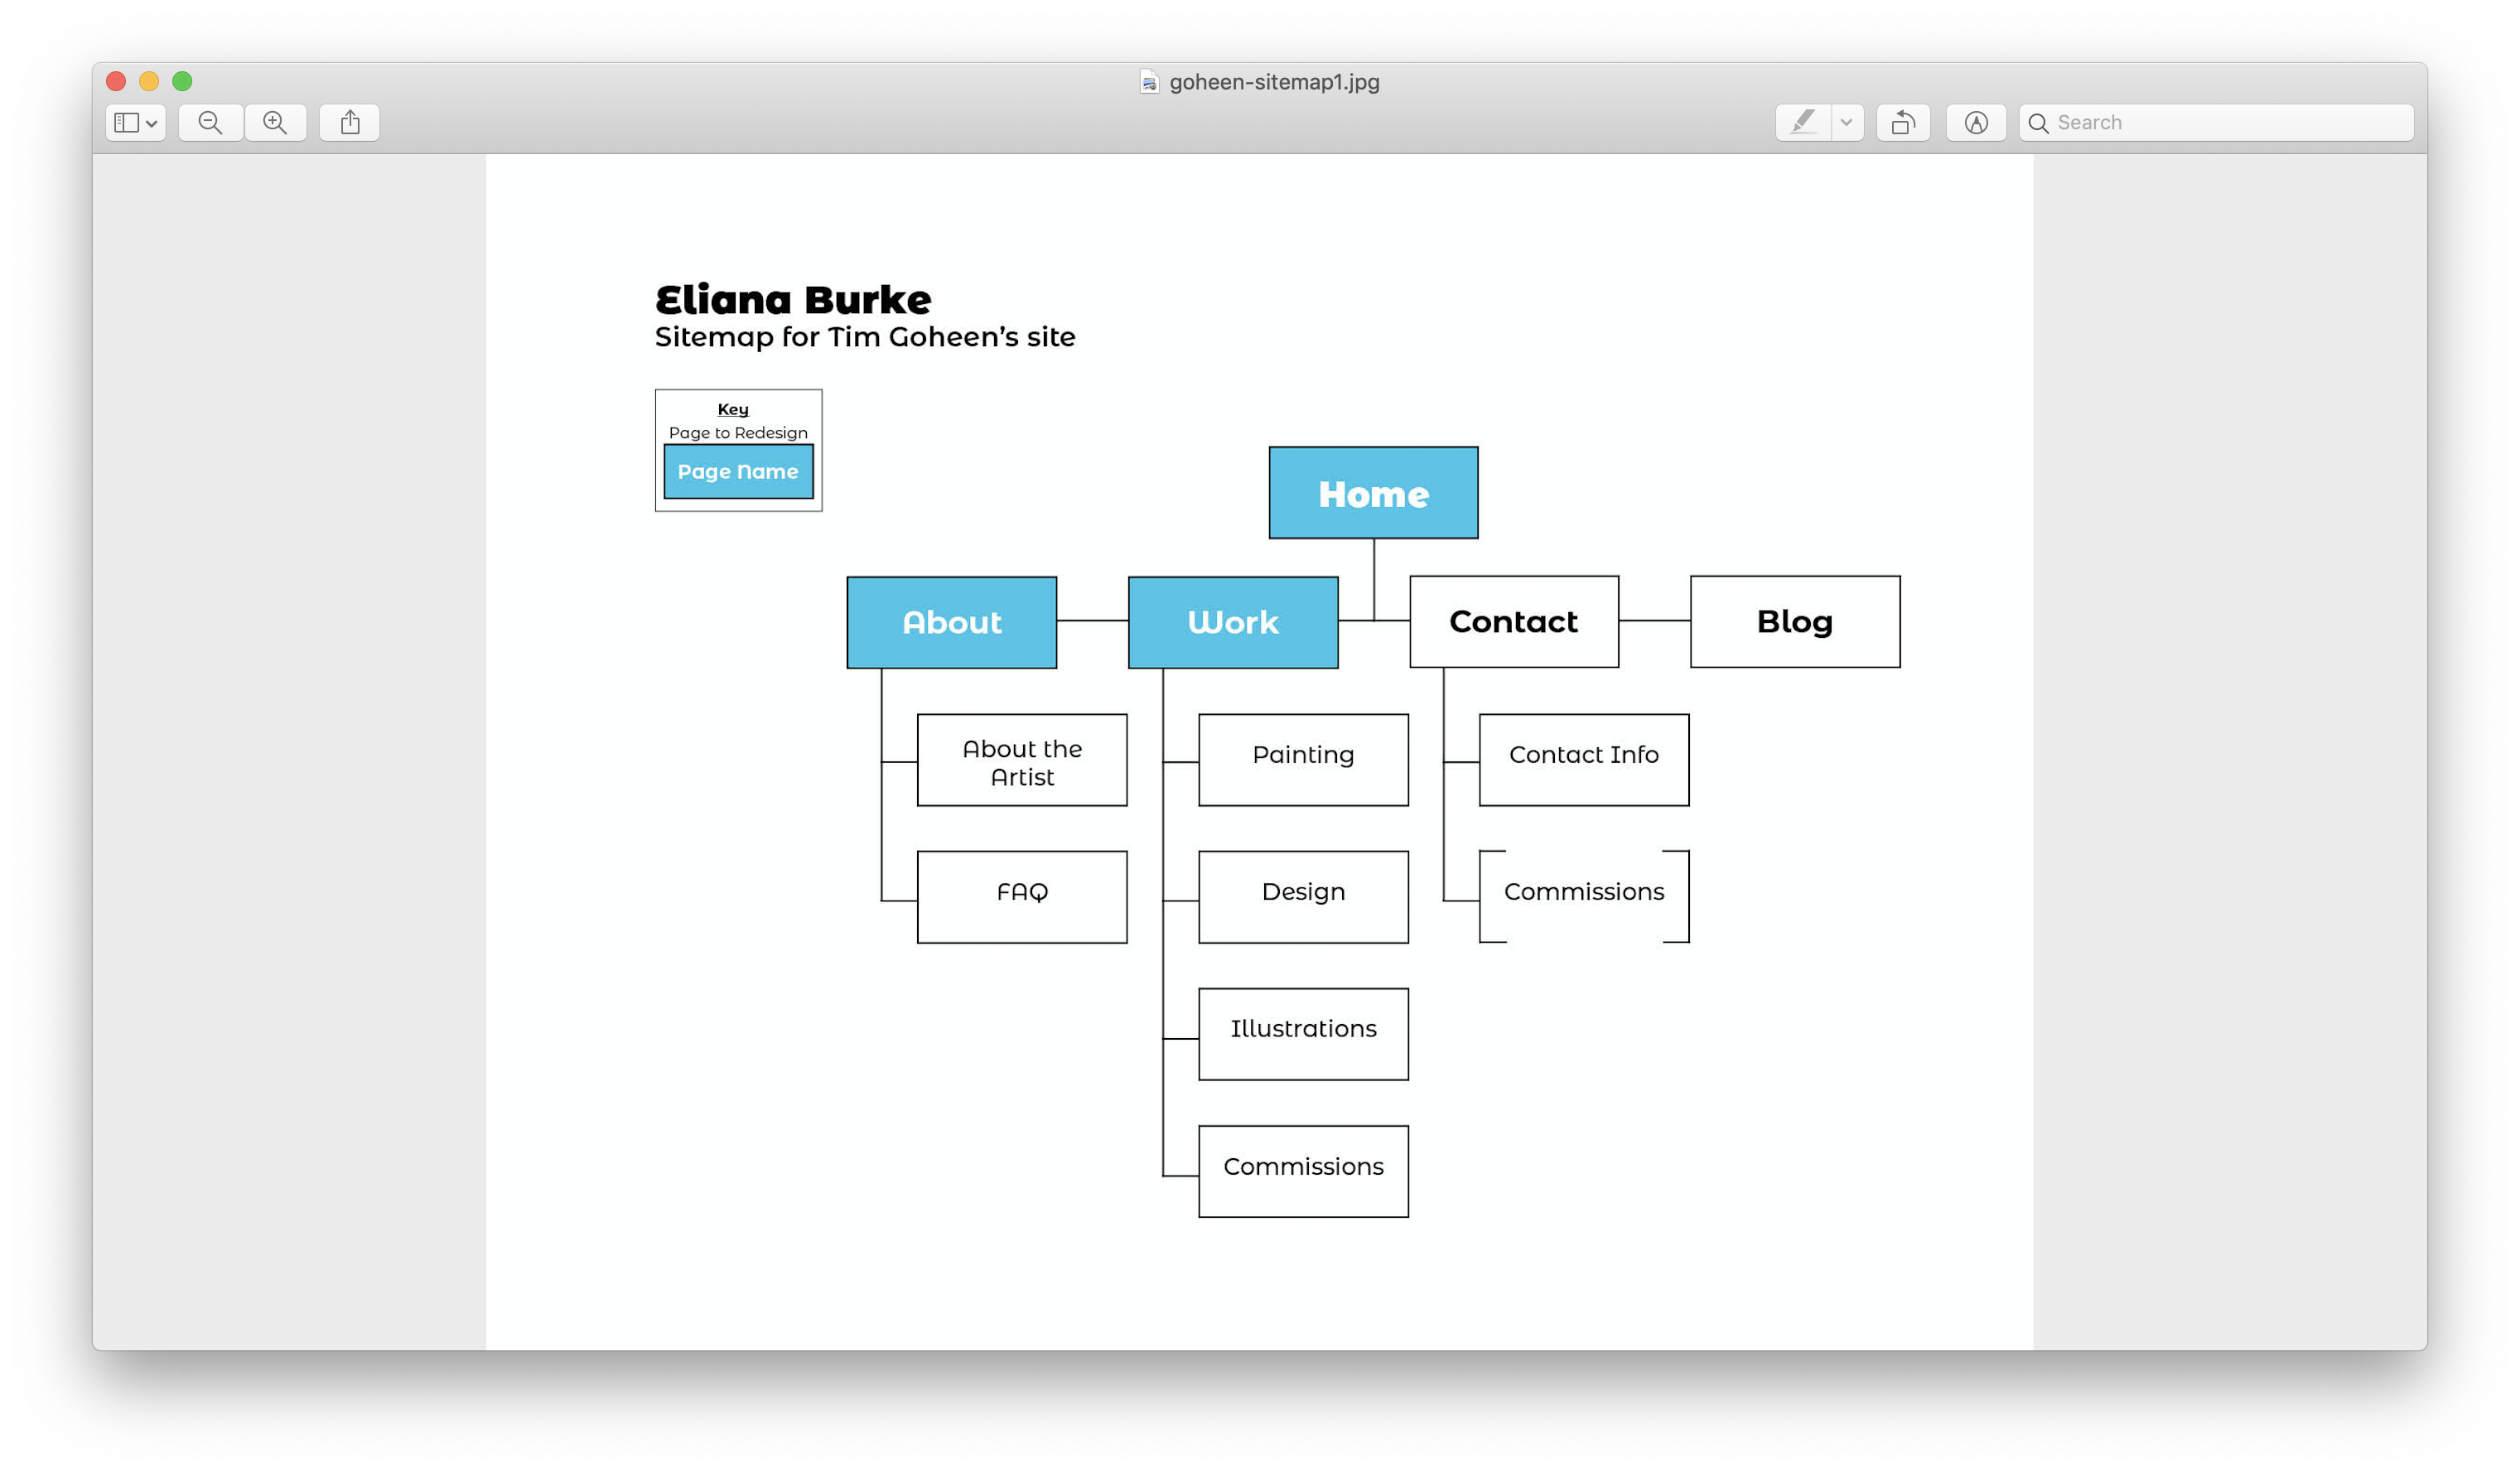 goheen-sitemap1.jpg
Search
Eliana Burke
Sitemap for Tim Goheen's site
Key
Page to Redesign
Page Name
Home
About
Work
Contact
Blog
About the
Artist
Painting
Contact Info
FAQ
Design
Commissions
Illustrations
Commissions